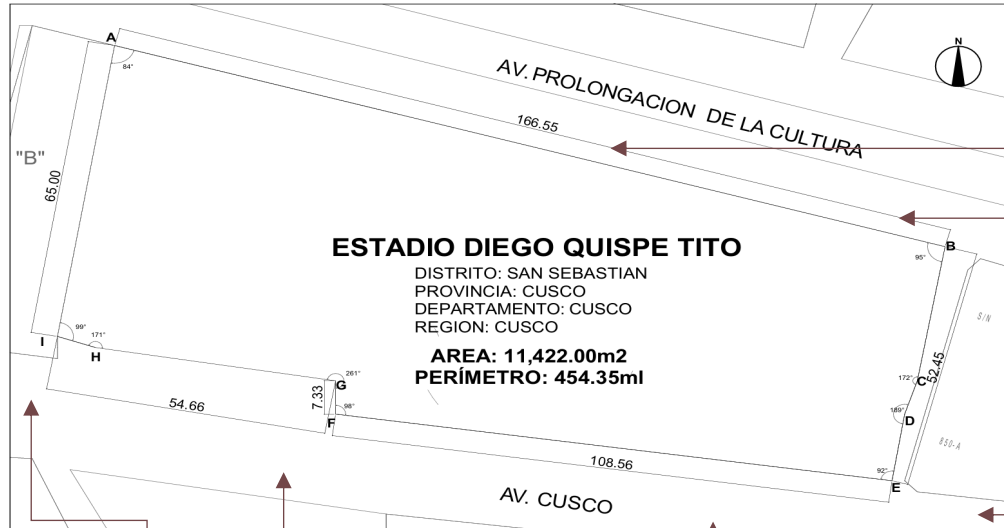 N
A
84°
AV. PROLONGACION DE LA CULTURA
166.55
"B"
65.00
ESTADIO DIEGO QUISPE TITO
B
95°
DISTRITO: SAN SEBASTIAN
PROVINCIA: CUSCO
DEPARTAMENTO: CUSCO
REGION: CUSCO
S/N
99°
171°
I
H
AREA: 11,422.00m2
PERÍMETRO: 454.35ml
261°
G
172°
C
52.45
54.66
7.33
98°
F
189°
D
850-A
108.56
92°
E
AV. CUSCO